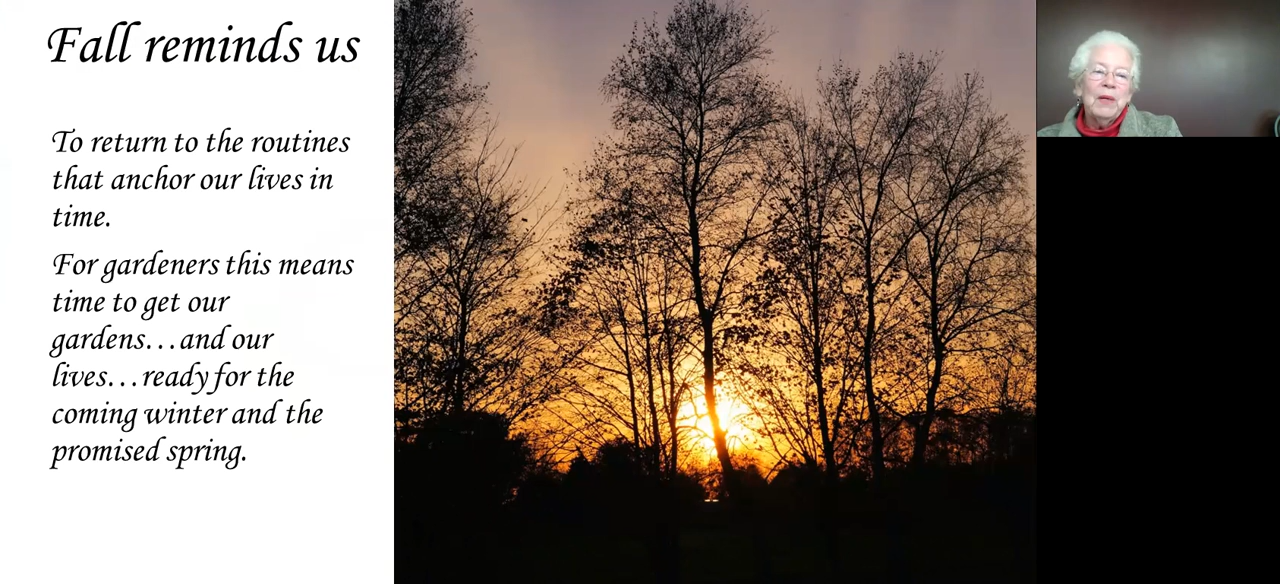 Fall reminds us
To return to the routines
that anchor our lives in
time.
For gardeners this means
time to get our
gardens...and our
lives...ready for the
coming winter and the
promised spring.